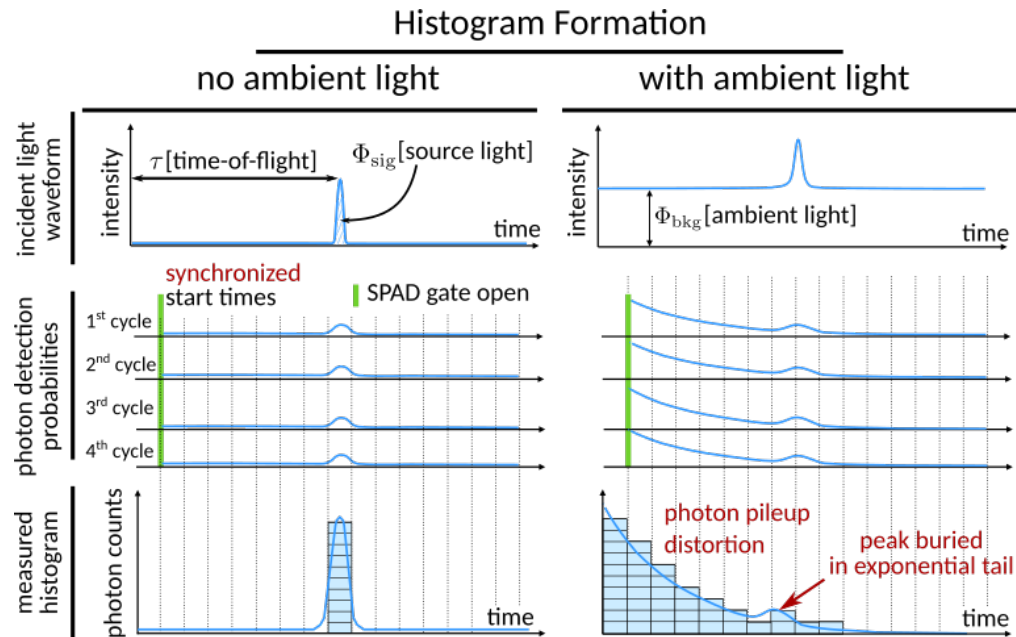 Histogram Formation
no ambient light
with ambient light
incident light
waveform
intensity
τ[time-of-flight]
Φsig[source light]
time
intensity
Φbkg[ambient light]
time
photon detection
probabilities
synchronized
start times
SPAD gate open
1st cycle
2nd cycle
3rd cycle
4th cycle
measured
histogram
photon counts
time
photon pileup
distortion
peak buried
in exponential tail
time